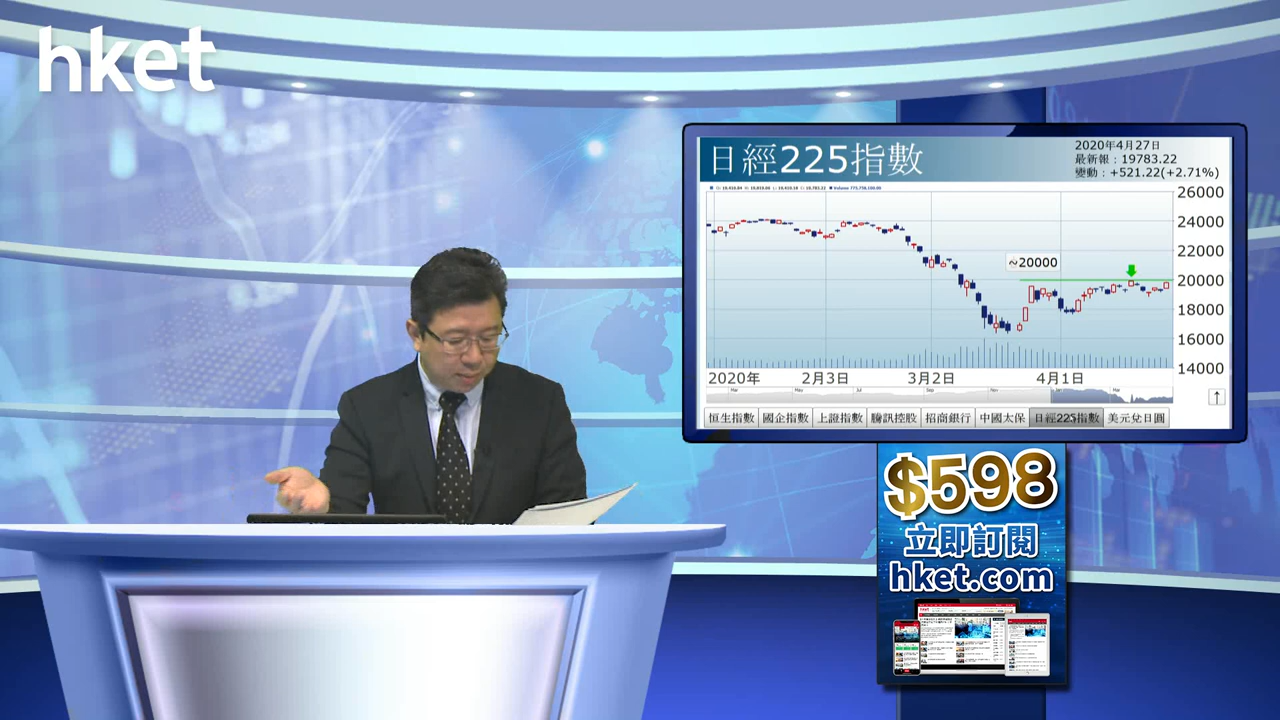 hket
日經225指數
2020年4月27日
最新報：19783.22
變動：+521.22(+2.71%)
26000
24000
22000
~20000
20000
18000
16000
14000
2020年 2月3日 3月2日 4月1日
恒生指數 國企指數 上證指數 騰訊控股 招商銀行 中國太保 日經225指數 美元兌日圓
$598
立即訂閱
hket.com